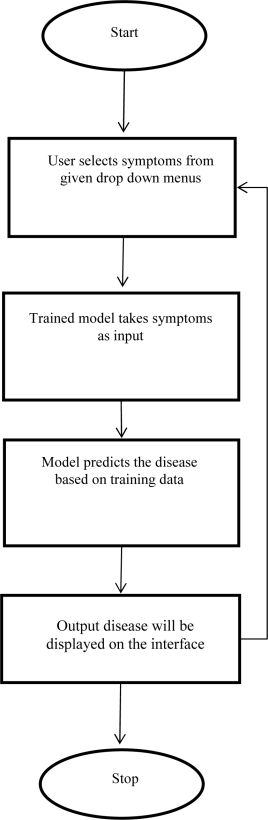 Start
User selects symptoms from
given drop down menus
Trained model takes symptoms
as input
Model predicts the disease
based on training data
Output disease will be
displayed on the interface
Stop